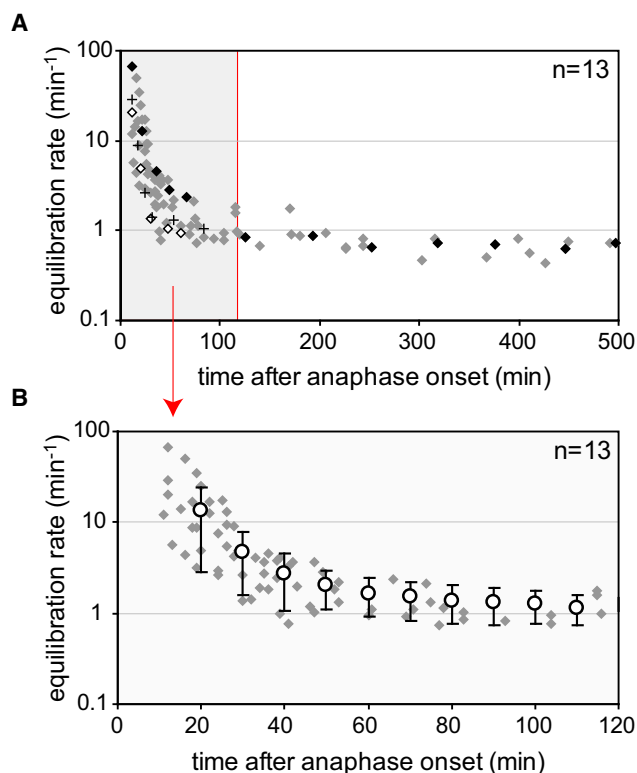 A
100
10
1
0.1
equilibration rate (min⁻¹)
n=13
0 100 200 300 400 500
time after anaphase onset (min)
B
100
10
1
0.1
equilibration rate (min⁻¹)
n=13
0 20 40 60 80 100 120
time after anaphase onset (min)